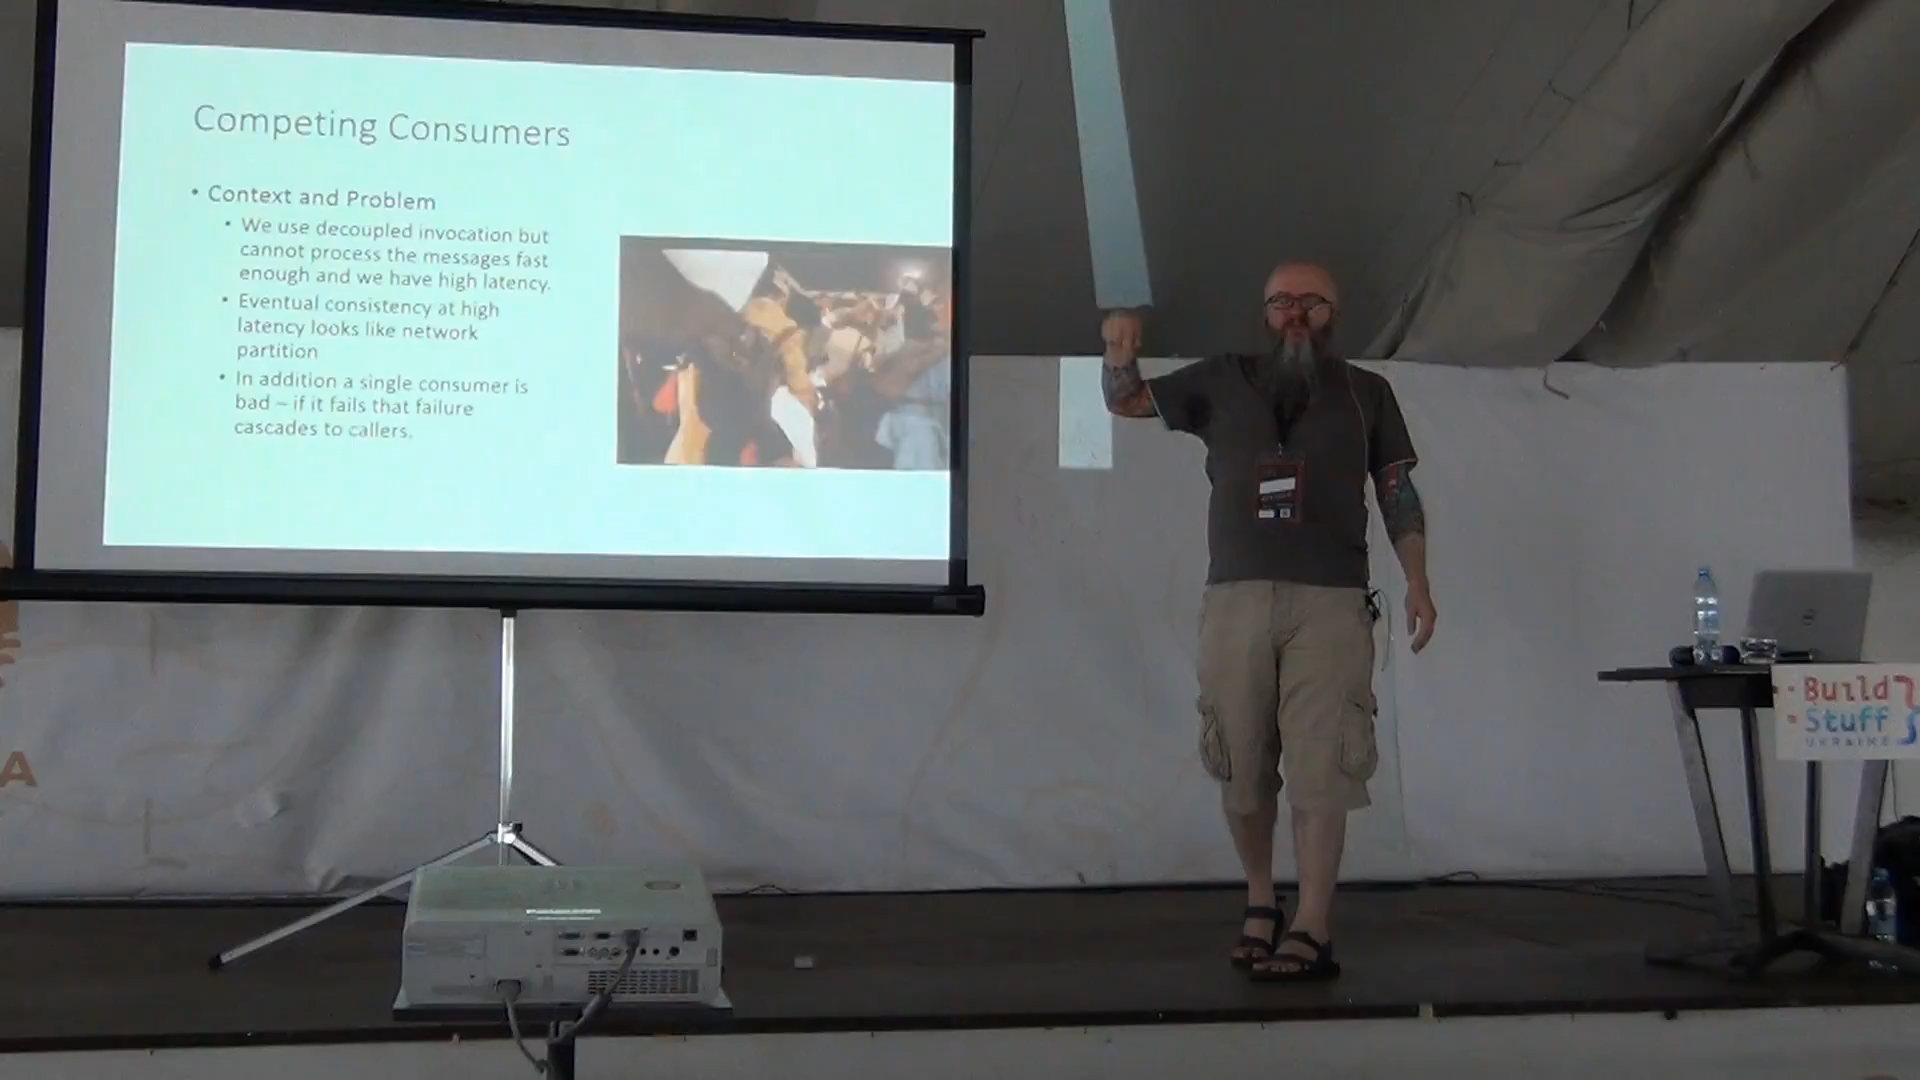 Competing Consumers
• Context and Problem
• We use decoupled invocation but
cannot process the messages fast
enough and we have high latency.
• Eventual consistency at high
latency looks like network
partition
• In addition a single consumer is
bad – if it fails that failure
cascades to callers.
Build
Stuff
UKRAINE
A